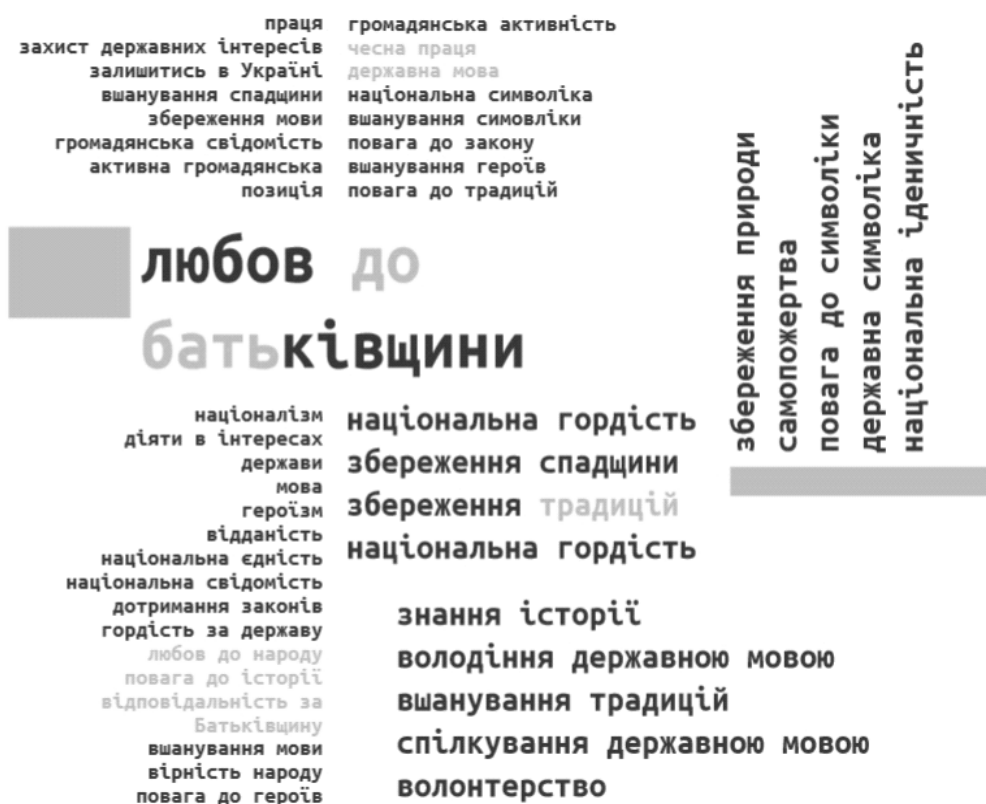 праця
захист державних інтересів
залишитись в Україні
вшанування спадщини
збереження мови
громадянська свідомість
активна громадянська
позиція
громадянська активність
чесна праця
державна мова
національна символіка
вшанування симовліки
повага до закону
вшанування героїв
повага до традицій
збереження природи
самопожертва
повага до символіки
державна символіка
національна іденичність
любов до
батьківщини
націоналізм
діяти в інтересах
держави
мова
героїзм
відданість
національна єдність
національна свідомість
дотримання законів
гордість за державу
любов до народу
повага до історії
відповідальність за
Батьківщину
вшанування мови
вірність народу
повага до героїв
національна гордість
збереження спадщини
збереження традицій
національна гордість
знання історії
володіння державною мовою
вшанування традицій
спілкування державною мовою
волонтерство